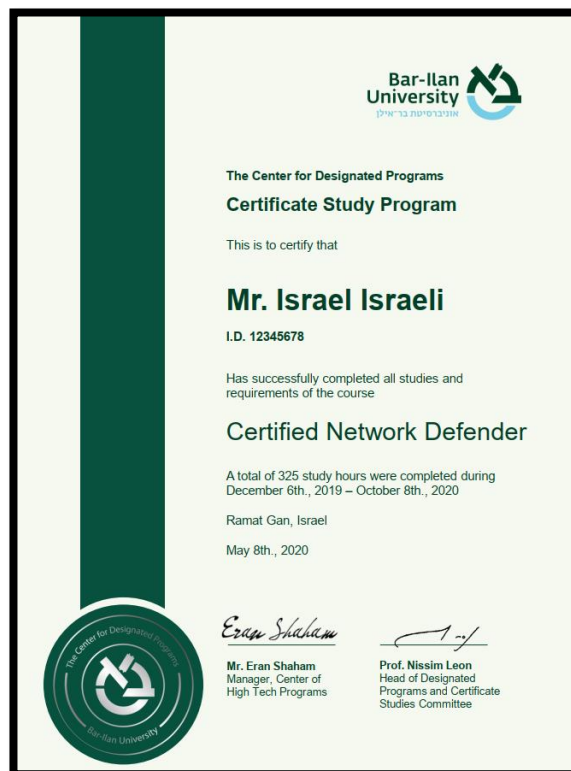 Bar-Ilan
University
אוניברסיטת בר-אילן
The Center for Designated Programs
Certificate Study Program
This is to certify that
Mr. Israel Israeli
I.D. 12345678
Has successfully completed all studies and
requirements of the course
Certified Network Defender
A total of 325 study hours were completed during
December 6th., 2019 – October 8th., 2020
Ramat Gan, Israel
May 8th., 2020
Eran Shaham
Mr. Eran Shaham
Manager, Center of
High Tech Programs
Prof. Nissim Leon
Head of Designated
Programs and Certificate
Studies Committee
The Center for Designated Programs
Bar-Ilan University